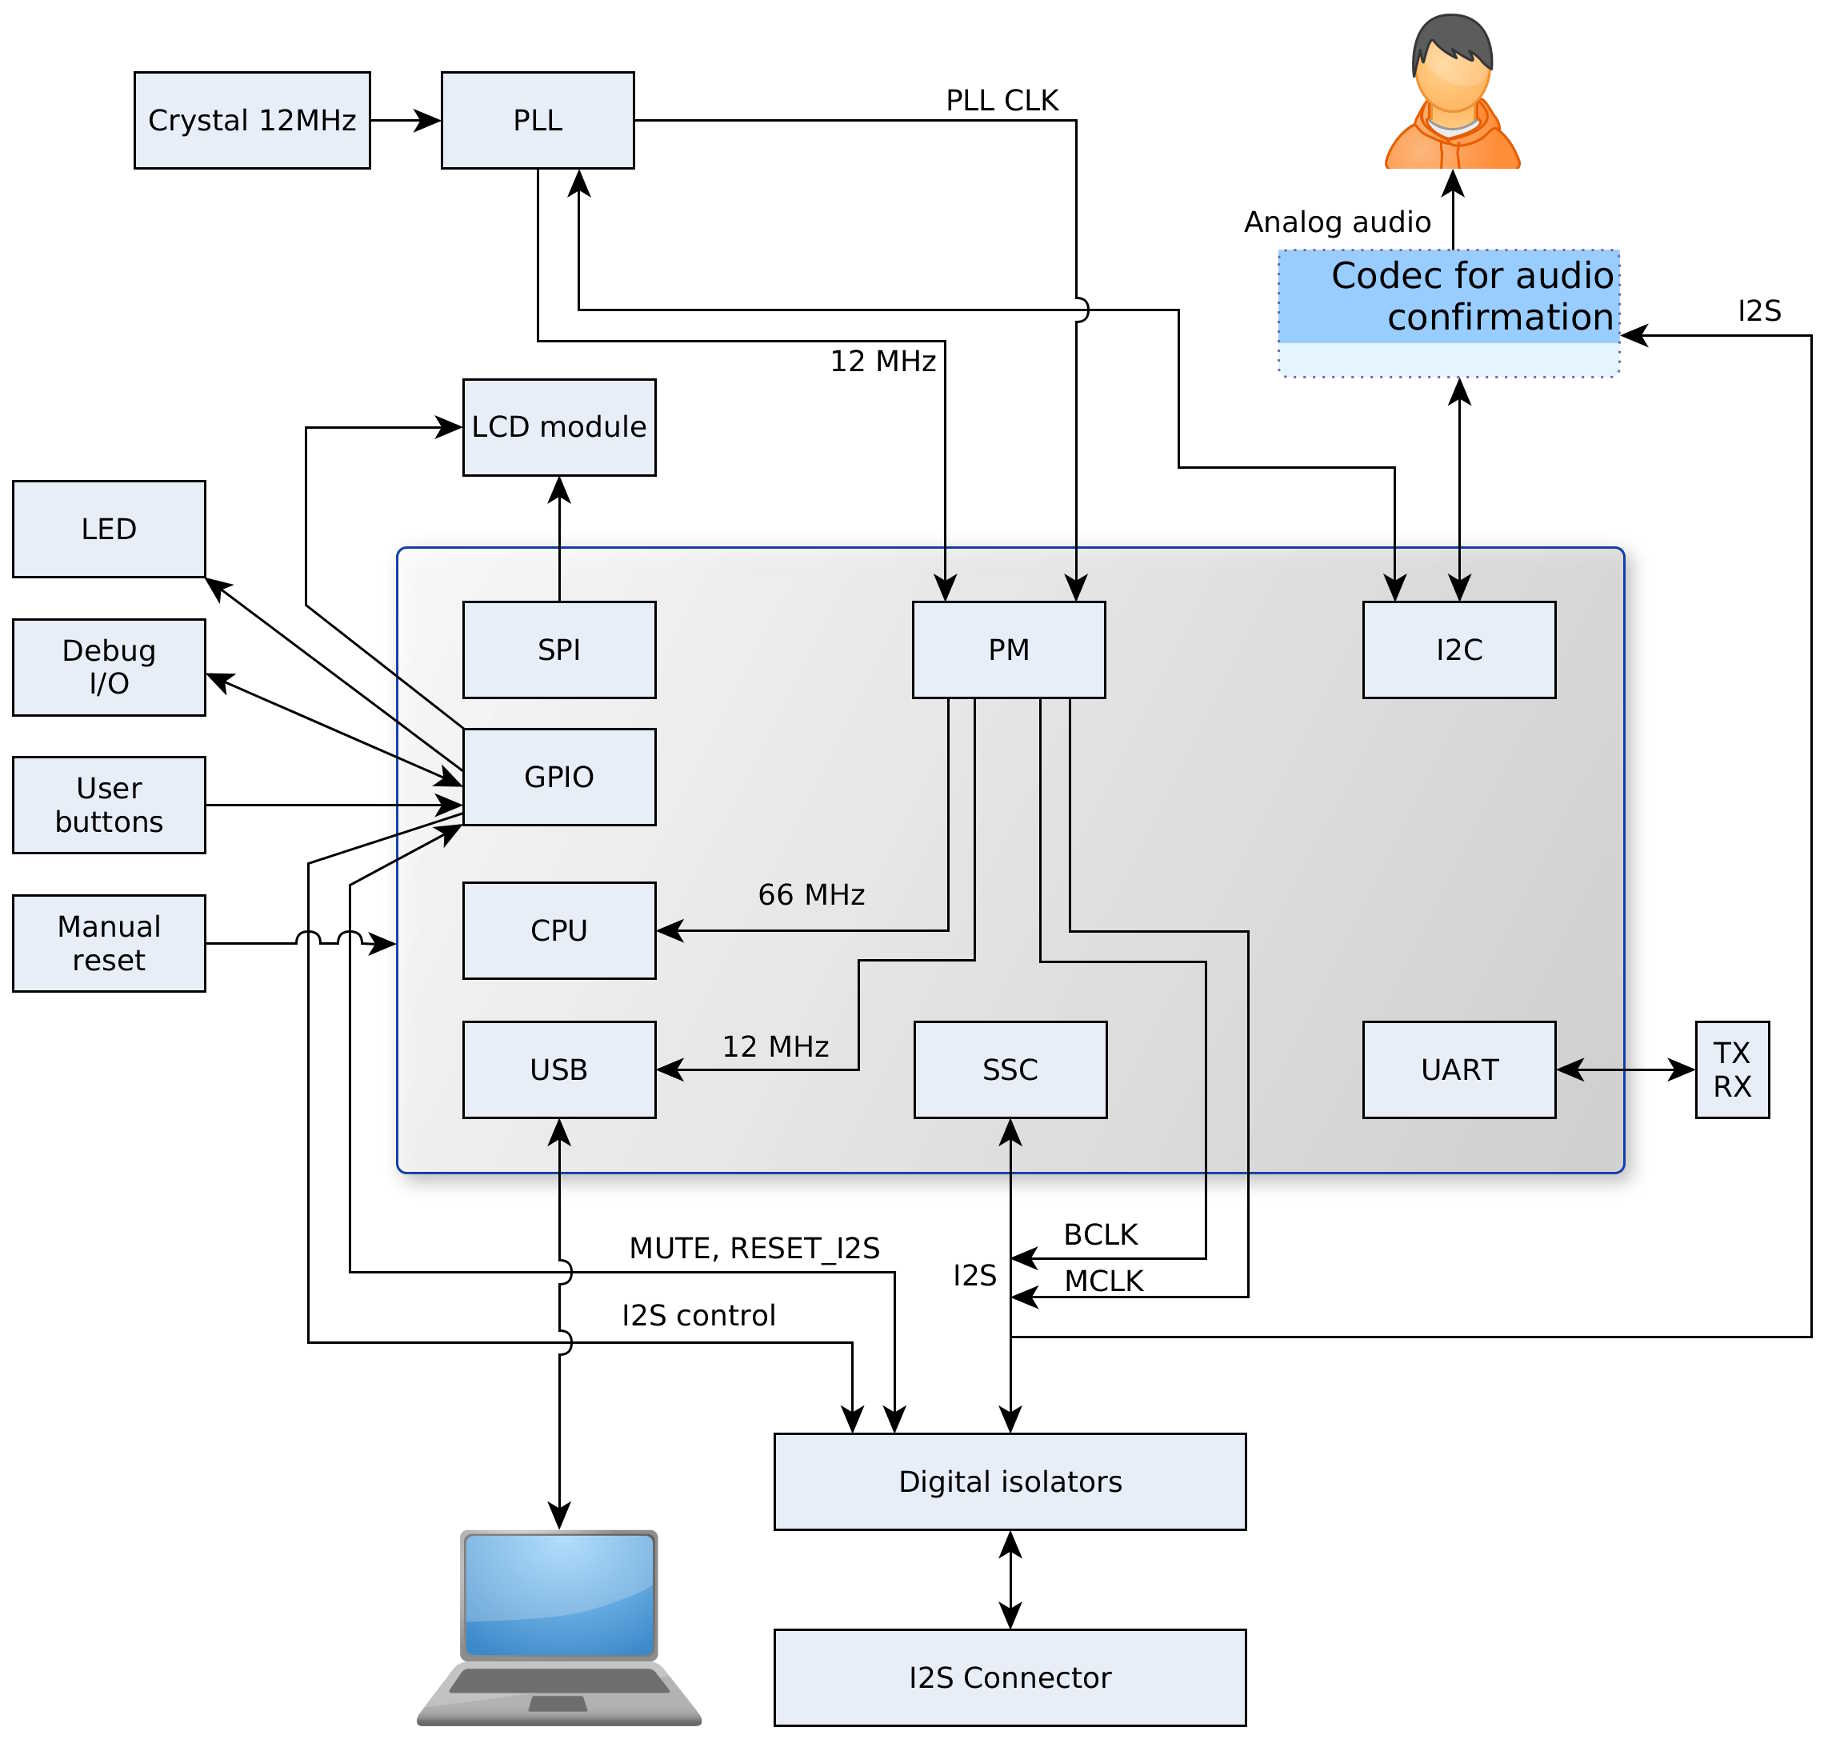 Crystal 12MHz
PLL
PLL CLK
Analog audio
Codec for audio
confirmation
I2S
12 MHz
LCD module
LED
Debug
I/O
User
buttons
Manual
reset
SPI
PM
I2C
GPIO
CPU
66 MHz
USB
12 MHz
SSC
UART
TX
RX
MUTE, RESET_I2S
BCLK
I2S
MCLK
I2S control
Digital isolators
I2S Connector